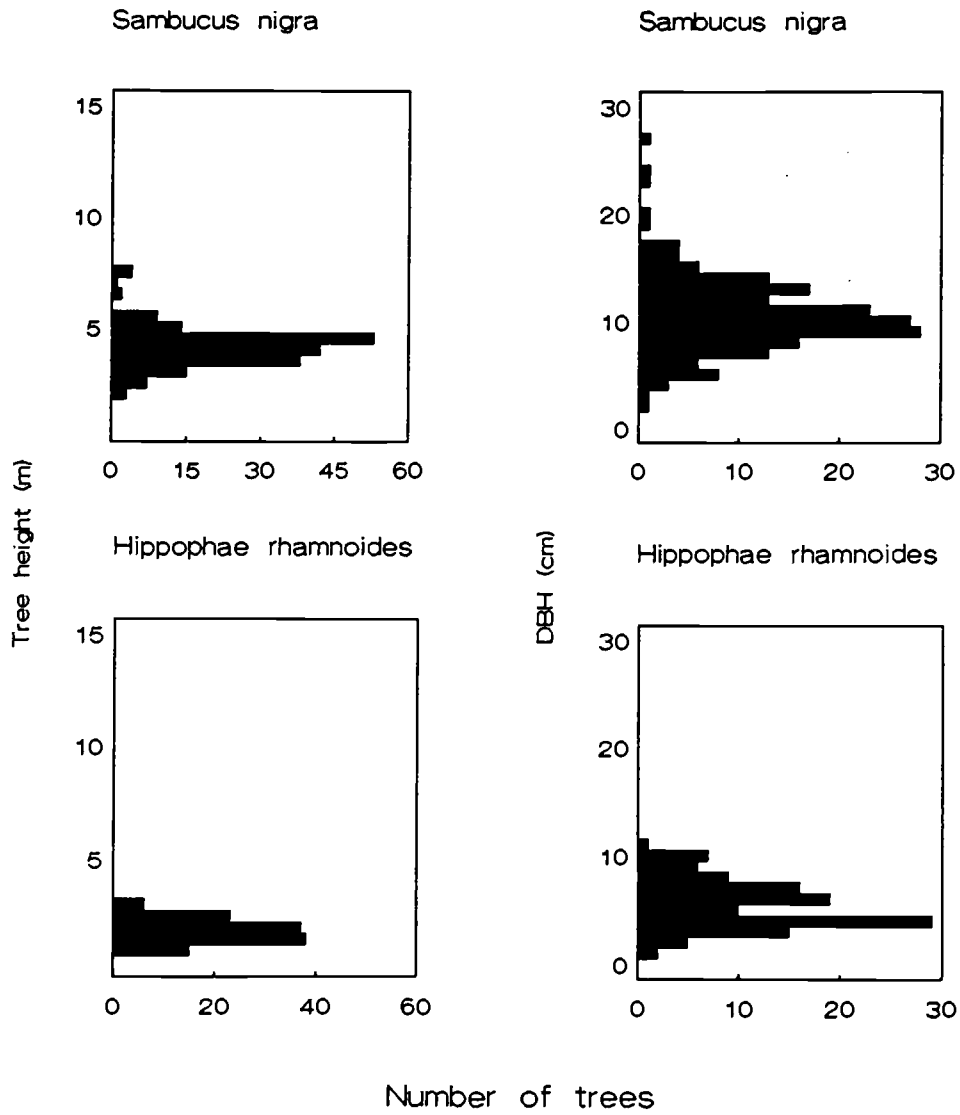 Sambucus nigra
Sambucus nigra
15
10
5
0 15 30 45 60
30
20
10
0
0 10 20 30
Tree height (m)
DBH (cm)
Hippophae rhamnoides
Hippophae rhamnoides
15
10
5
0 20 40 60
30
20
10
0
0 10 20 30
Number of trees